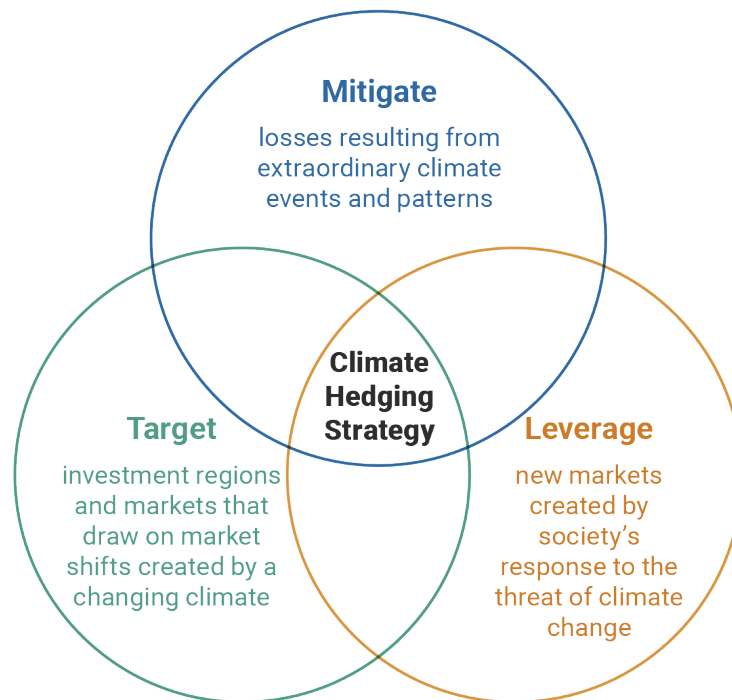 Mitigate
losses resulting from
extraordinary climate
events and patterns
Climate
Hedging
Strategy
Target
investment regions
and markets that
draw on market
shifts created by a
changing climate
Leverage
new markets
created by
society’s
response to the
threat of climate
change